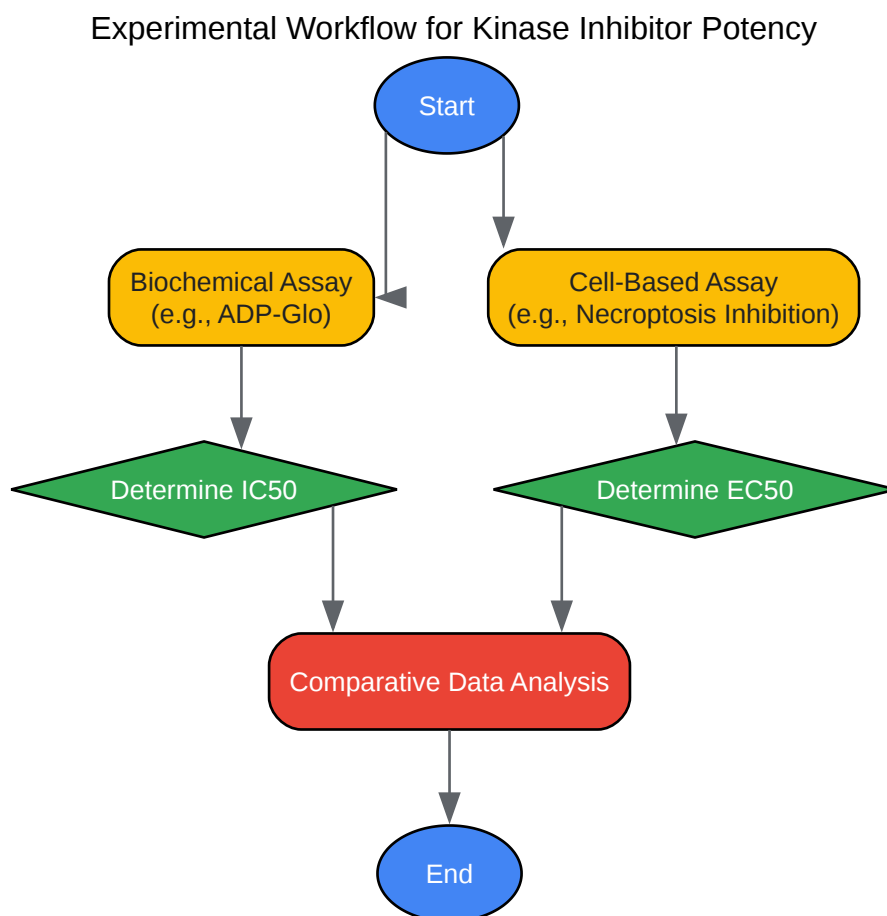 Experimental Workflow for Kinase Inhibitor Potency
Start
Biochemical Assay
(e.g., ADP-Glo)
Cell-Based Assay
(e.g., Necroptosis Inhibition)
Determine IC50
Determine EC50
Comparative Data Analysis
End